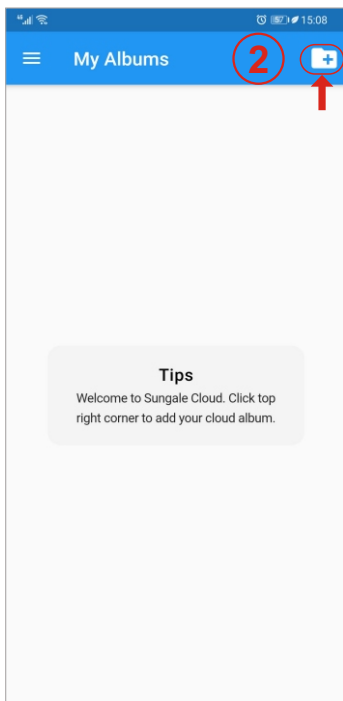 15:08
My Albums
2
Tips
Welcome to Sungale Cloud. Click top
right corner to add your cloud album.